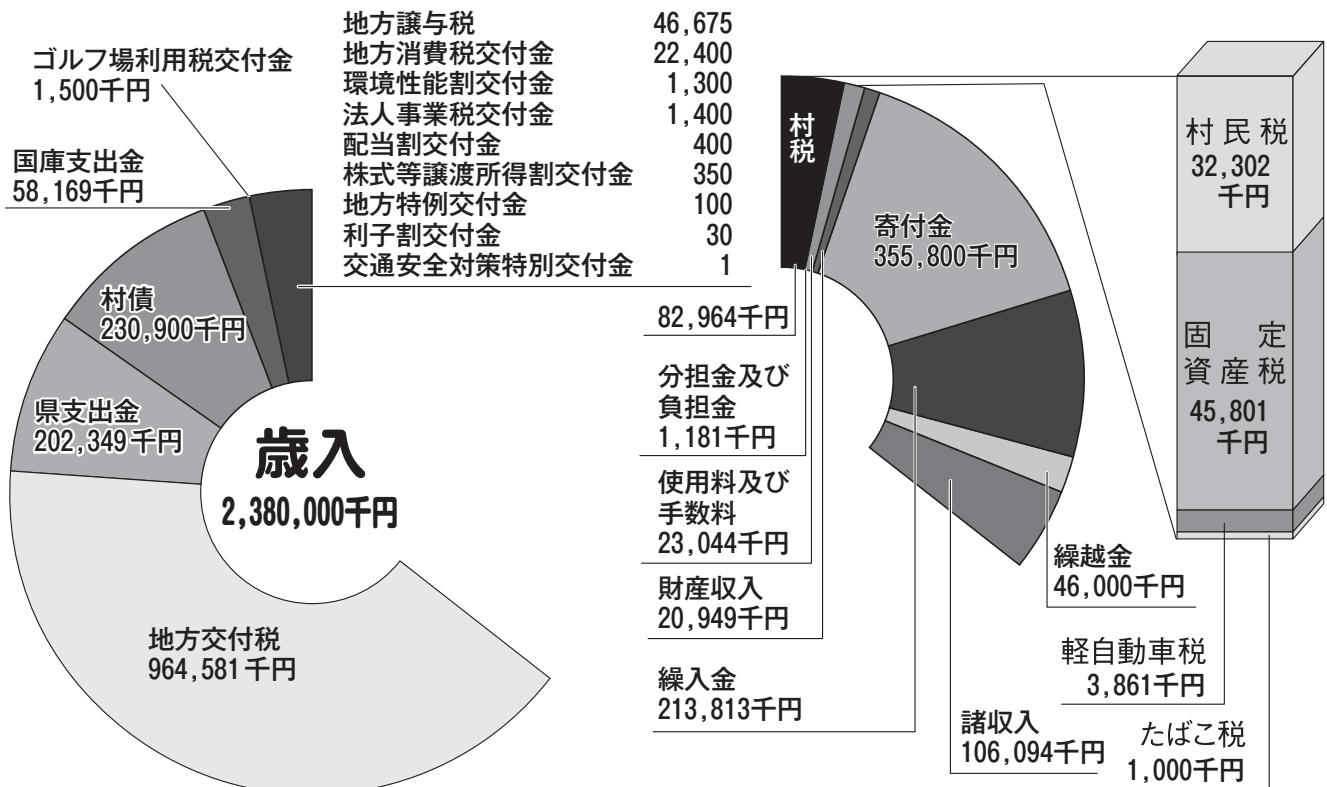 ゴルフ場利用税交付金
1,500千円
国庫支出金
58,169千円
村債
230,900千円
県支出金
202,349千円
歳入
2,380,000千円
地方交付税
964,581千円
地方譲与税 46,675
地方消費税交付金 22,400
環境性能割交付金 1,300
法人事業税交付金 1,400
配当割交付金 400
株式等譲渡所得割交付金 350
地方特例交付金 100
利子割交付金 30
交通安全対策特別交付金 1
村税
82,964千円
分担金及び
負担金
1,181千円
使用料及び
手数料
23,044千円
財産収入
20,949千円
繰入金
213,813千円
寄付金
355,800千円
繰越金
46,000千円
諸収入
106,094千円
村民税
32,302
千円
固定
資産税
45,801
千円
軽自動車税
3,861千円
たばこ税
1,000千円